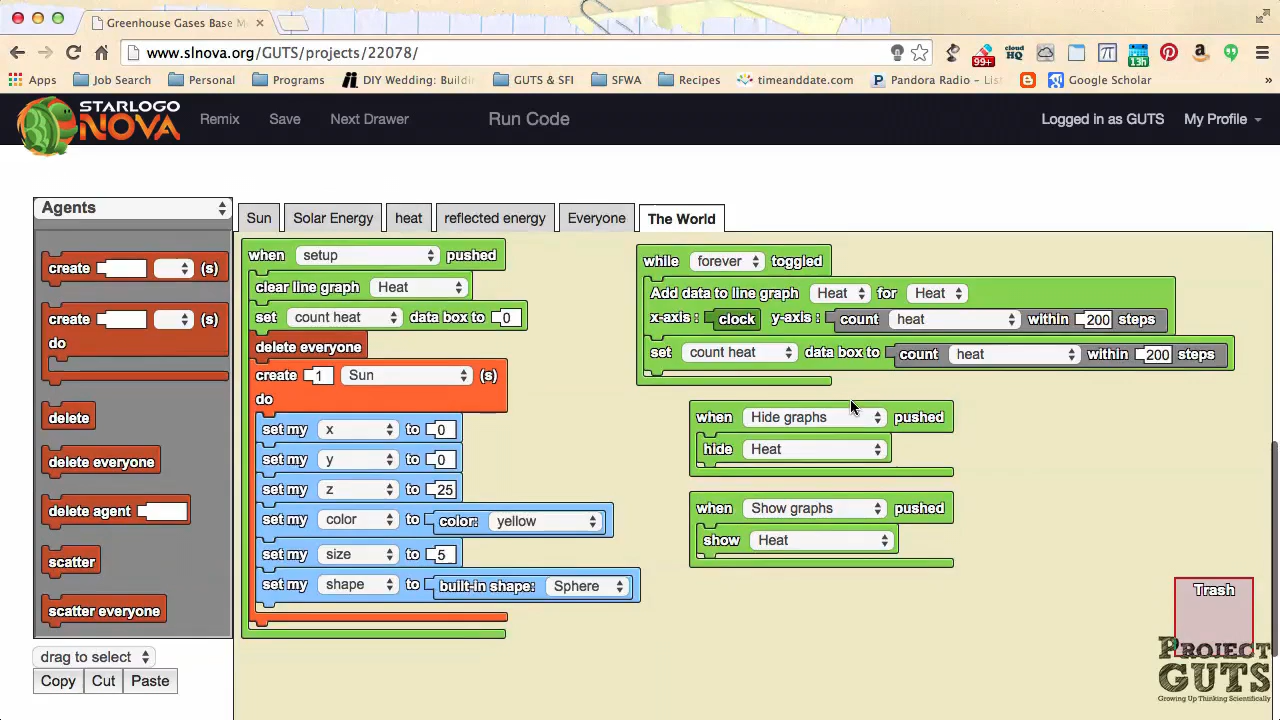 Greenhouse Gases Base M
www.slnova.org/GUTS/projects/22078/
99+
cloud HQ
13h
Apps Job Search Personal Programs DIY Wedding: Buildin GUTS & SFWA Recipes timeanddate.com Pandora Radio - List Google Scholar »
STARLOGO NOVA
Remix Save Next Drawer Run Code Logged in as GUTS My Profile
Agents
Sun Solar Energy heat reflected energy Everyone The World
create (s)
create (s)
do
delete
delete everyone
delete agent
scatter
scatter everyone
drag to select
Copy Cut Paste
when setup pushed
clear line graph Heat
set count heat data box to 0
delete everyone
create 1 Sun (s)
do
set my x to 0
set my y to 0
set my z to 25
set my color to color: yellow
set my size to 5
set my shape to built-in shape: Sphere
while forever toggled
Add data to line graph Heat for Heat
x-axis : clock y-axis : count heat within 200 steps
set count heat data box to count heat within 200 steps
when Hide graphs pushed
hide Heat
when Show graphs pushed
show Heat
Trash
PROJECT
GUTS
Growing Up Thinking Scientifically